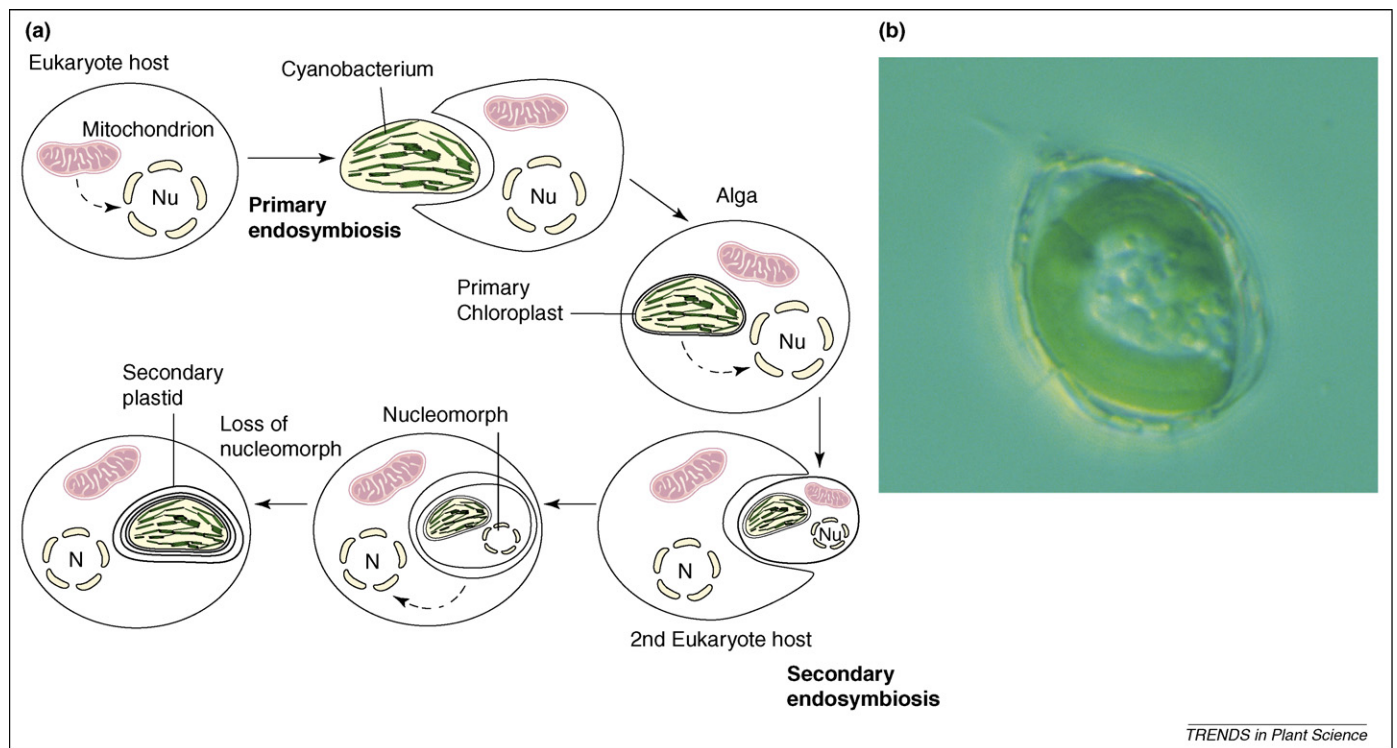 (a)
Eukaryote host
Mitochondrion
Nu
Primary
endosymbiosis
Cyanobacterium
Nu
Alga
Primary
Chloroplast
Nu
Secondary
plastid
Loss of
nucleomorph
Nucleomorph
N
N
N
Nu
2nd Eukaryote host
Secondary
endosymbiosis
(b)
TRENDS in Plant Science